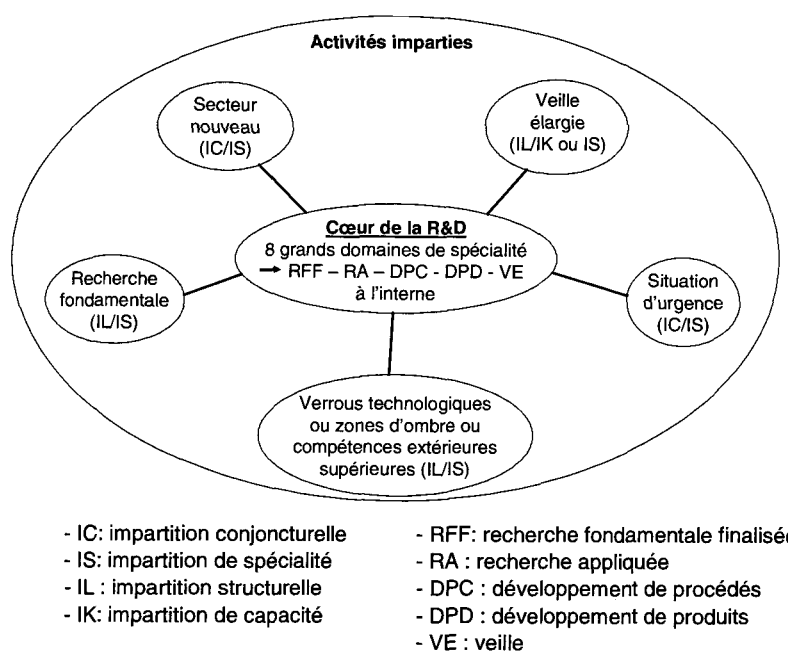 Activités imparties
Secteur
nouveau
(IC/IS)
Veille
élargie
(IL/IK ou IS)
Cœur de la R&D
8 grands domaines de spécialité
→ RFF – RA – DPC - DPD - VE
à l'interne
Recherche
fondamentale
(IL/IS)
Situation
d'urgence
(IC/IS)
Verrous technologiques
ou zones d'ombre ou
compétences extérieures
supérieures (IL/IS)
- IC: impartition conjoncturelle
- IS: impartition de spécialité
- IL : impartition structurelle
- IK: impartition de capacité
- RFF: recherche fondamentale finalisée
- RA : recherche appliquée
- DPC : développement de procédés
- DPD : développement de produits
- VE : veille